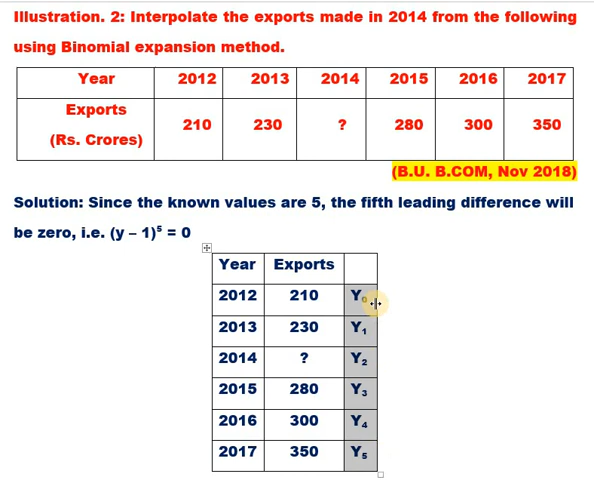 Illustration. 2: Interpolate the exports made in 2014 from the following
using Binomial expansion method.
Year 2012 2013 2014 2015 2016 2017
Exports
(Rs. Crores) 210 230 ? 280 300 350
(B.U. B.COM, Nov 2018)
Solution: Since the known values are 5, the fifth leading difference will
be zero, i.e. (y – 1)⁵ = 0
Year Exports
2012 210 Y₀
2013 230 Y₁
2014 ? Y₂
2015 280 Y₃
2016 300 Y₄
2017 350 Y₅